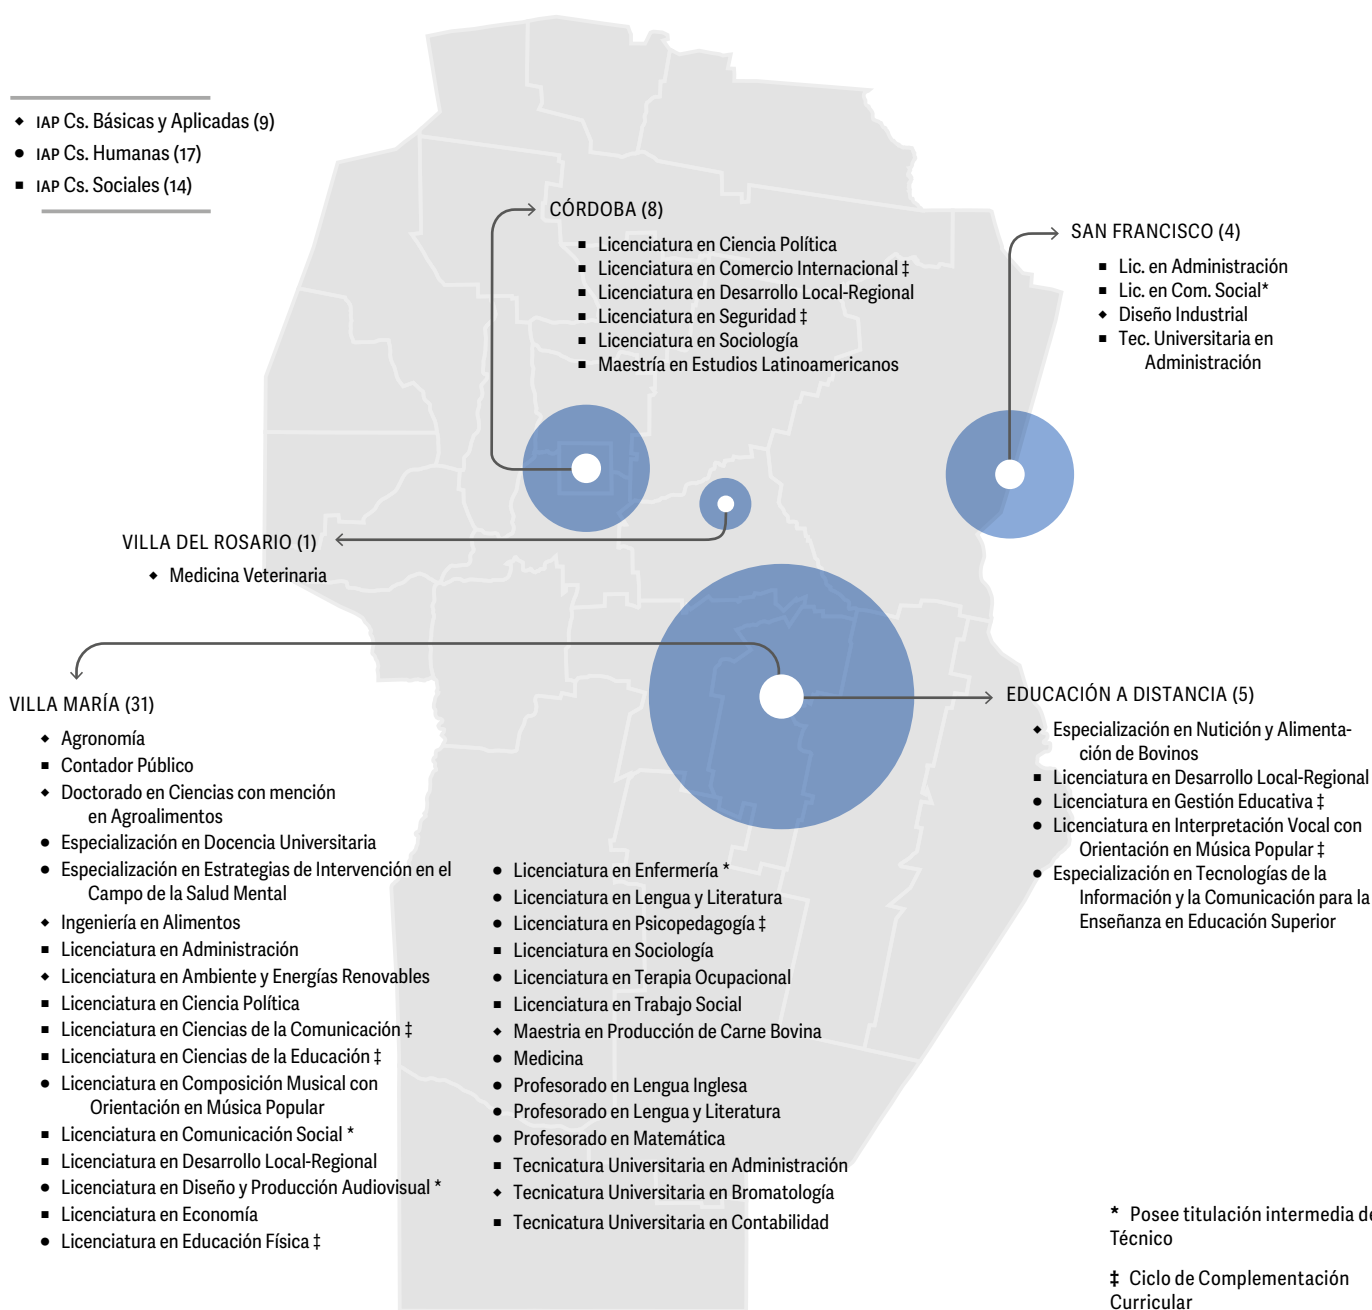 ◆ IAP Cs. Básicas y Aplicadas (9)
● IAP Cs. Humanas (17)
■ IAP Cs. Sociales (14)
CÓRDOBA (8)
■ Licenciatura en Ciencia Política
■ Licenciatura en Comercio Internacional ‡
■ Licenciatura en Desarrollo Local-Regional
■ Licenciatura en Seguridad ‡
■ Licenciatura en Sociología
■ Maestría en Estudios Latinoamericanos
SAN FRANCISCO (4)
■ Lic. en Administración
■ Lic. en Com. Social*
◆ Diseño Industrial
■ Tec. Universitaria en
Administración
VILLA DEL ROSARIO (1)
◆ Medicina Veterinaria
VILLA MARÍA (31)
◆ Agronomía
■ Contador Público
◆ Doctorado en Ciencias con mención
en Agroalimentos
● Especialización en Docencia Universitaria
● Especialización en Estrategias de Intervención en el
Campo de la Salud Mental
◆ Ingeniería en Alimentos
■ Licenciatura en Administración
◆ Licenciatura en Ambiente y Energías Renovables
■ Licenciatura en Ciencia Política
■ Licenciatura en Ciencias de la Comunicación ‡
■ Licenciatura en Ciencias de la Educación ‡
● Licenciatura en Composición Musical con
Orientación en Música Popular
■ Licenciatura en Comunicación Social *
■ Licenciatura en Desarrollo Local-Regional
● Licenciatura en Diseño y Producción Audiovisual *
■ Licenciatura en Economía
● Licenciatura en Educación Física ‡
● Licenciatura en Enfermería *
● Licenciatura en Lengua y Literatura
● Licenciatura en Psicopedagogía ‡
■ Licenciatura en Sociología
● Licenciatura en Terapia Ocupacional
■ Licenciatura en Trabajo Social
◆ Maestria en Producción de Carne Bovina
● Medicina
● Profesorado en Lengua Inglesa
● Profesorado en Lengua y Literatura
● Profesorado en Matemática
■ Tecnicatura Universitaria en Administración
◆ Tecnicatura Universitaria en Bromatología
■ Tecnicatura Universitaria en Contabilidad
EDUCACIÓN A DISTANCIA (5)
◆ Especialización en Nutición y Alimenta-
ción de Bovinos
■ Licenciatura en Desarrollo Local-Regional
● Licenciatura en Gestión Educativa ‡
● Licenciatura en Interpretación Vocal con
Orientación en Música Popular ‡
● Especialización en Tecnologías de la
Información y la Comunicación para la
Enseñanza en Educación Superior
* Posee titulación intermedia de
Técnico
‡ Ciclo de Complementación
Curricular